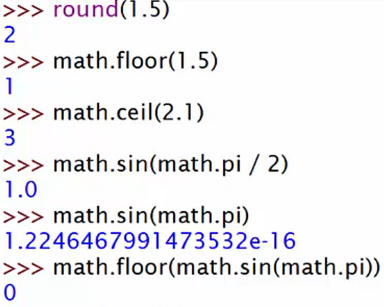 >>> round(1.5)
2
>>> math.floor(1.5)
1
>>> math.ceil(2.1)
3
>>> math.sin(math.pi / 2)
1.0
>>> math.sin(math.pi)
1.2246467991473532e-16
>>> math.floor(math.sin(math.pi))
0